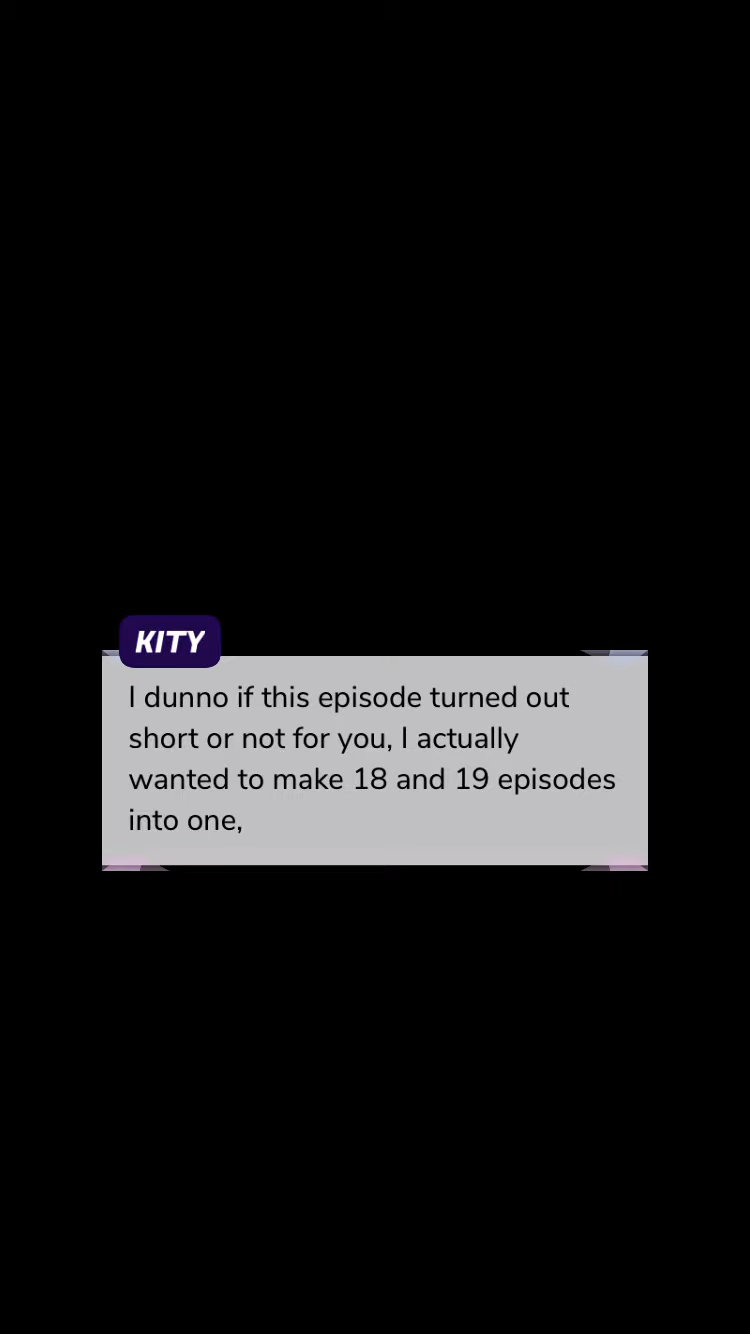 KITY
I dunno if this episode turned out
short or not for you, I actually
wanted to make 18 and 19 episodes
into one,